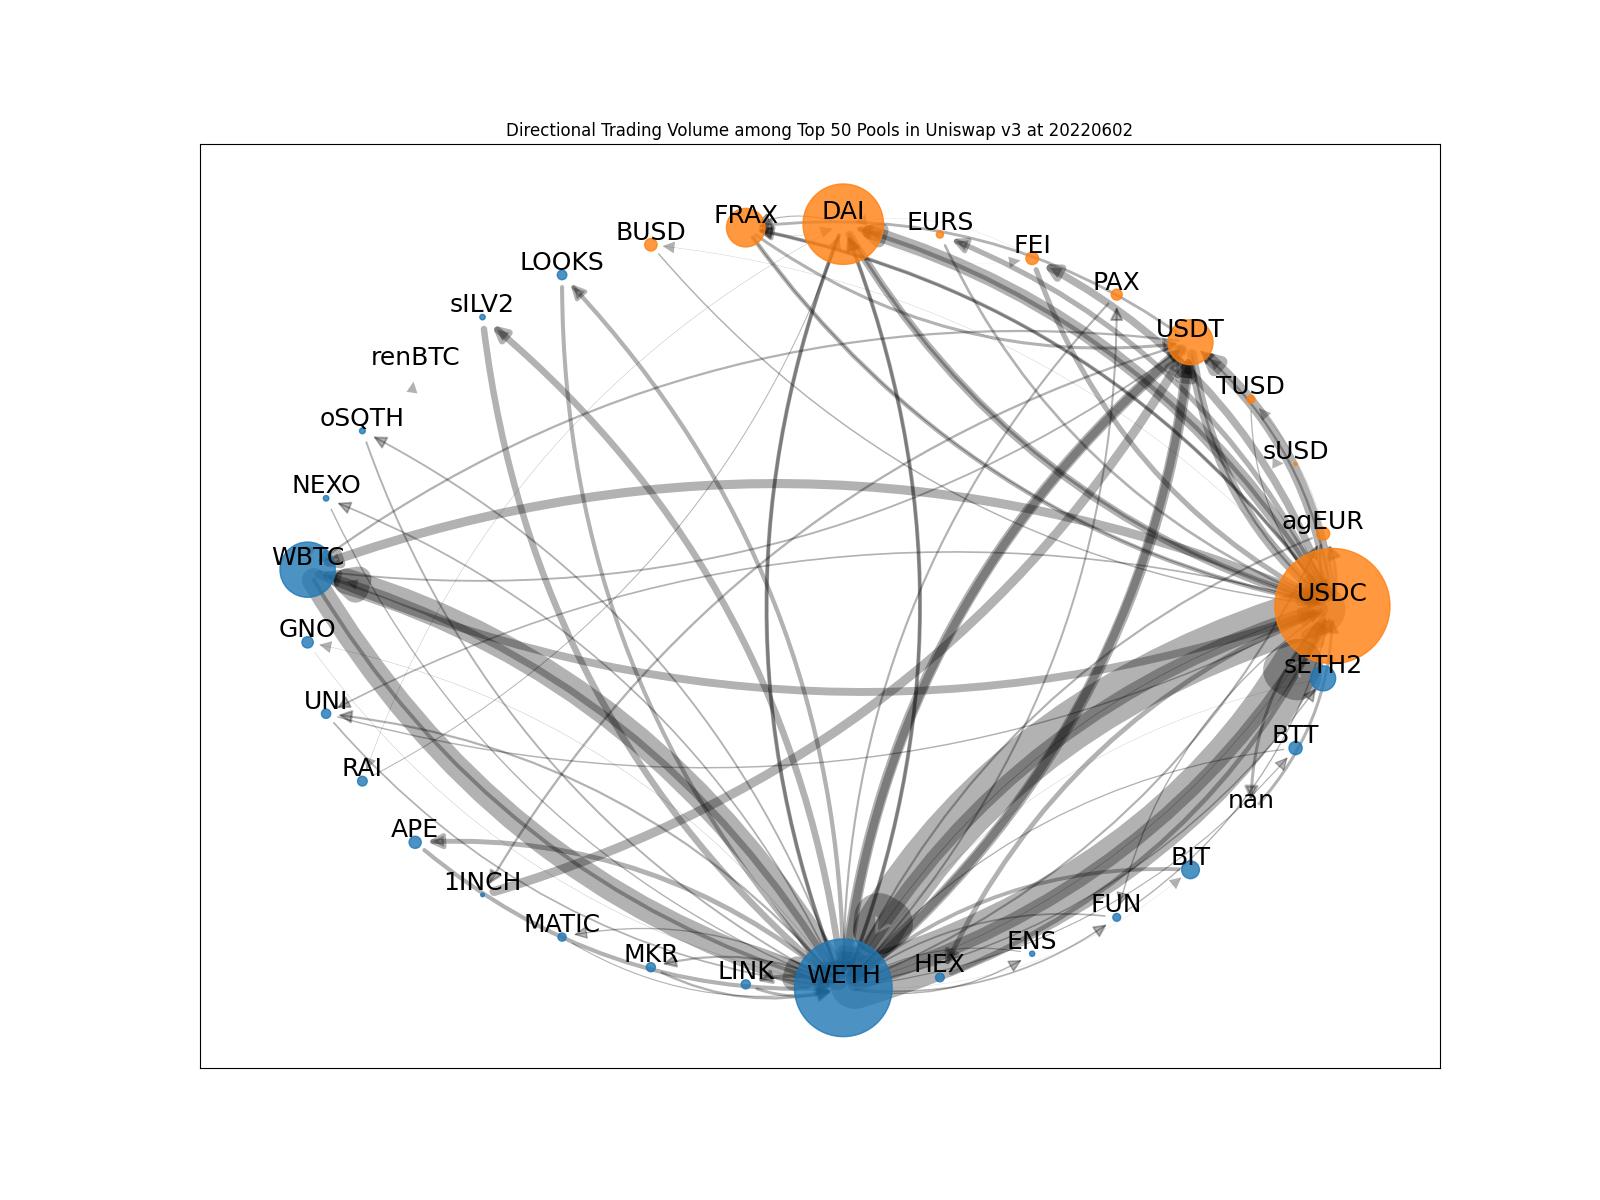 Directional Trading Volume among Top 50 Pools in Uniswap v3 at 20220602
DAI
FRAX
EURS
BUSD
FEI
LOOKS
PAX
sILV2
USDT
renBTC
TUSD
oSQTH
sUSD
NEXO
agEUR
WBTC
USDC
GNO
sETH2
UNI
BTT
RAI
nan
APE
BIT
1INCH
FUN
MATIC
ENS
MKR
HEX
LINK
WETH